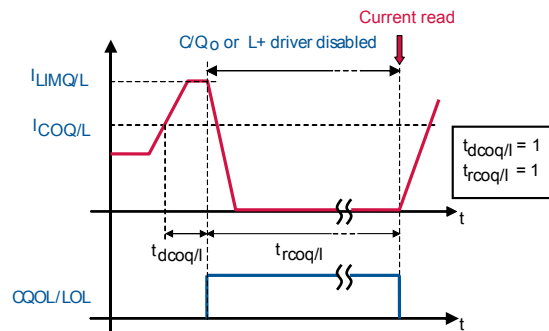 Current read
C/Qo or L+ driver disabled
ILIMQ/L
ICOQ/L
tdcoq/l = 1
trcoq/l = 1
t
tdcoq/l
trcoq/l
CQOL/LOL
t